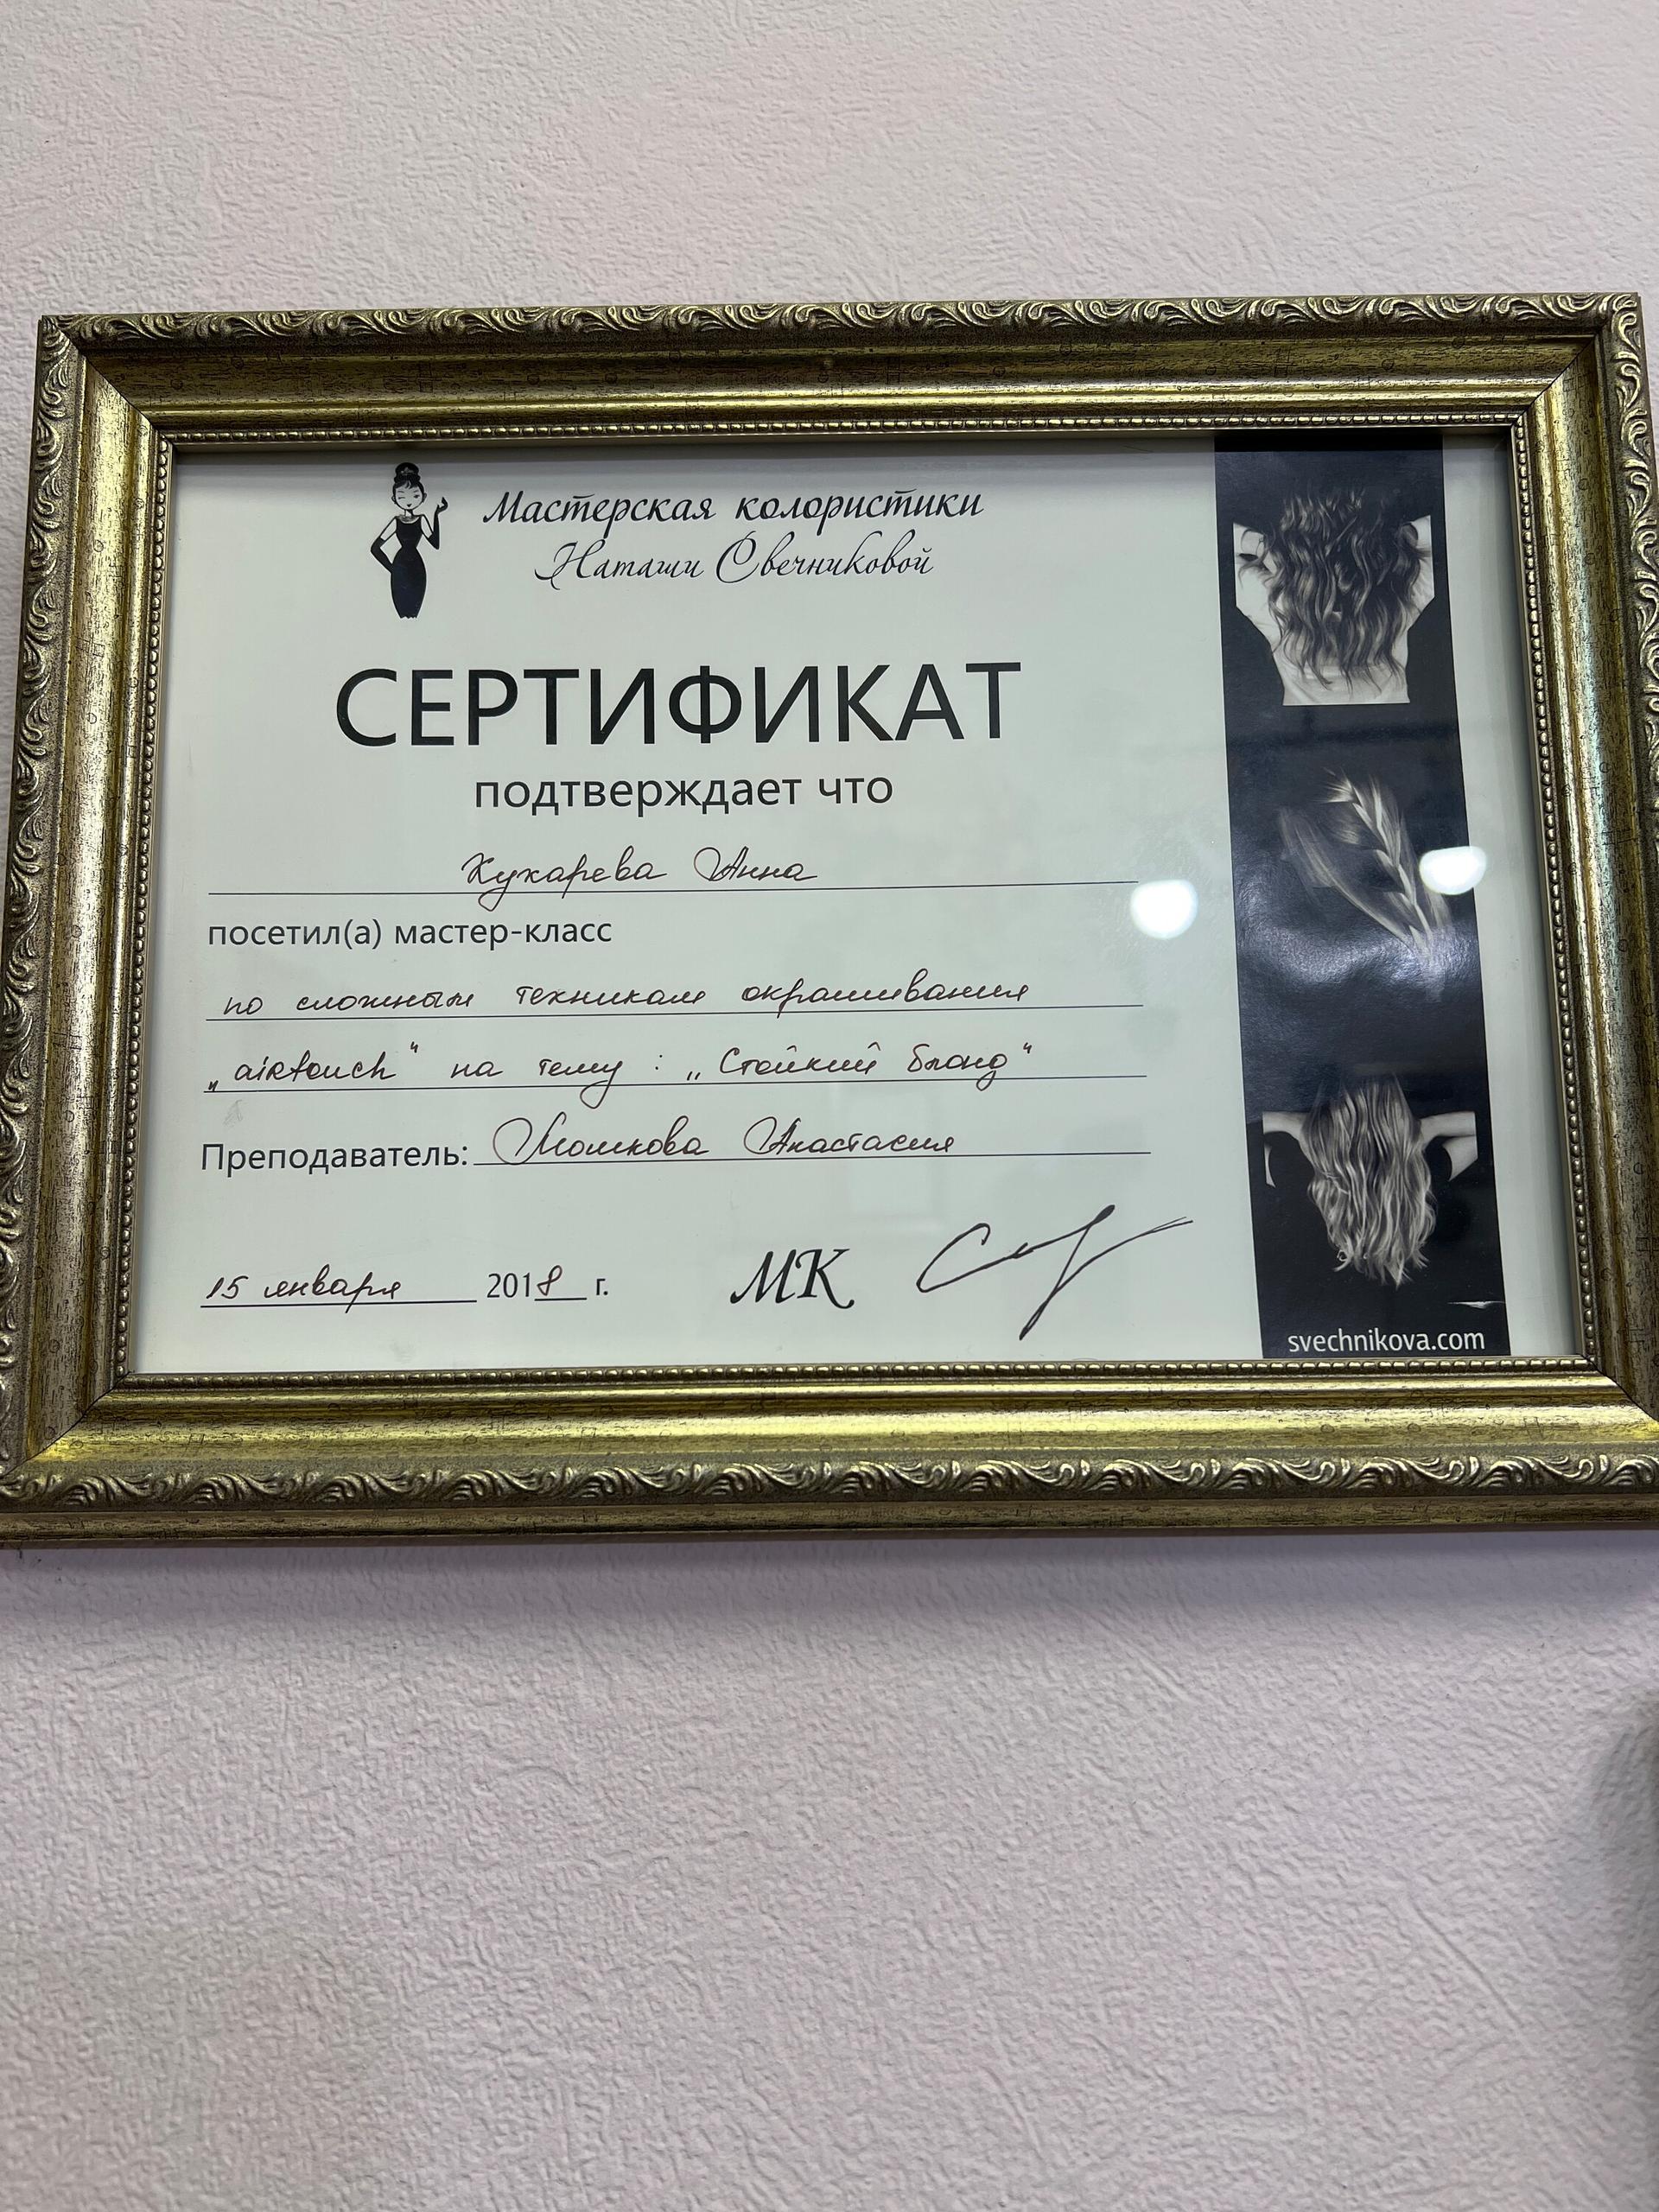 Мастерская колористики
Наташи Свечниковой
СЕРТИФИКАТ
подтверждает что
Кухарева Анна
посетил(а) мастер-класс
по сложным техникам окрашивания
„airtouch" на тему : „Стойкий блонд"
Преподаватель: Анастасия
15 января 2018 г.
МК
svechnikova.com